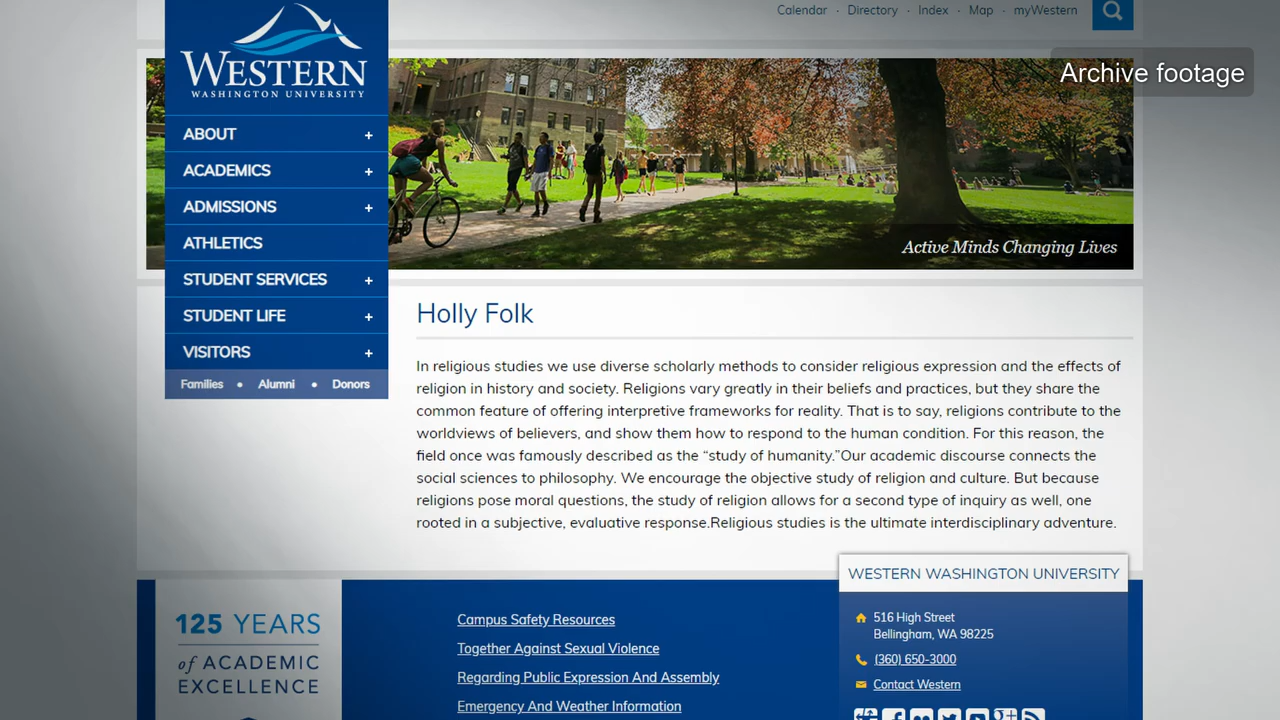 Calendar · Directory · Index · Map · myWestern
Archive footage
WESTERN
WASHINGTON UNIVERSITY
ABOUT +
ACADEMICS +
ADMISSIONS +
ATHLETICS
STUDENT SERVICES +
STUDENT LIFE +
VISITORS +
Families • Alumni • Donors
Active Minds Changing Lives
Holly Folk
In religious studies we use diverse scholarly methods to consider religious expression and the effects of
religion in history and society. Religions vary greatly in their beliefs and practices, but they share the
common feature of offering interpretive frameworks for reality. That is to say, religions contribute to the
worldviews of believers, and show them how to respond to the human condition. For this reason, the
field once was famously described as the “study of humanity.”Our academic discourse connects the
social sciences to philosophy. We encourage the objective study of religion and culture. But because
religions pose moral questions, the study of religion allows for a second type of inquiry as well, one
rooted in a subjective, evaluative response.Religious studies is the ultimate interdisciplinary adventure.
125 YEARS
of ACADEMIC
EXCELLENCE
Campus Safety Resources
Together Against Sexual Violence
Regarding Public Expression And Assembly
Emergency And Weather Information
WESTERN WASHINGTON UNIVERSITY
516 High Street
Bellingham, WA 98225
(360) 650-3000
Contact Western